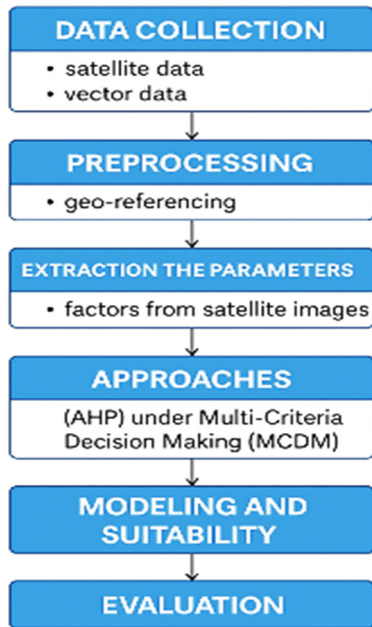 DATA COLLECTION
• satellite data
• vector data
PREPROCESSING
• geo-referencing
EXTRACTION THE PARAMETERS
• factors from satellite images
APPROACHES
(AHP) under Multi-Criteria
Decision Making (MCDM)
MODELING AND
SUITABILITY
EVALUATION